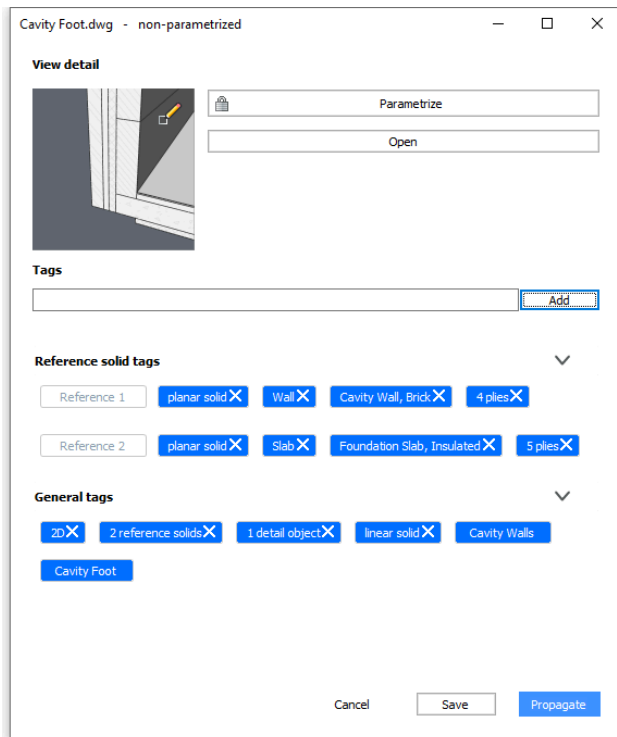 Cavity Foot.dwg - non-parametrized
View detail
Parametrize
Open
Tags
Add
Reference solid tags
Reference 1 planar solid Wall Cavity Wall, Brick 4 plies
Reference 2 planar solid Slab Foundation Slab, Insulated 5 plies
General tags
2D 2 reference solids 1 detail object linear solid Cavity Walls
Cavity Foot
Cancel Save Propagate